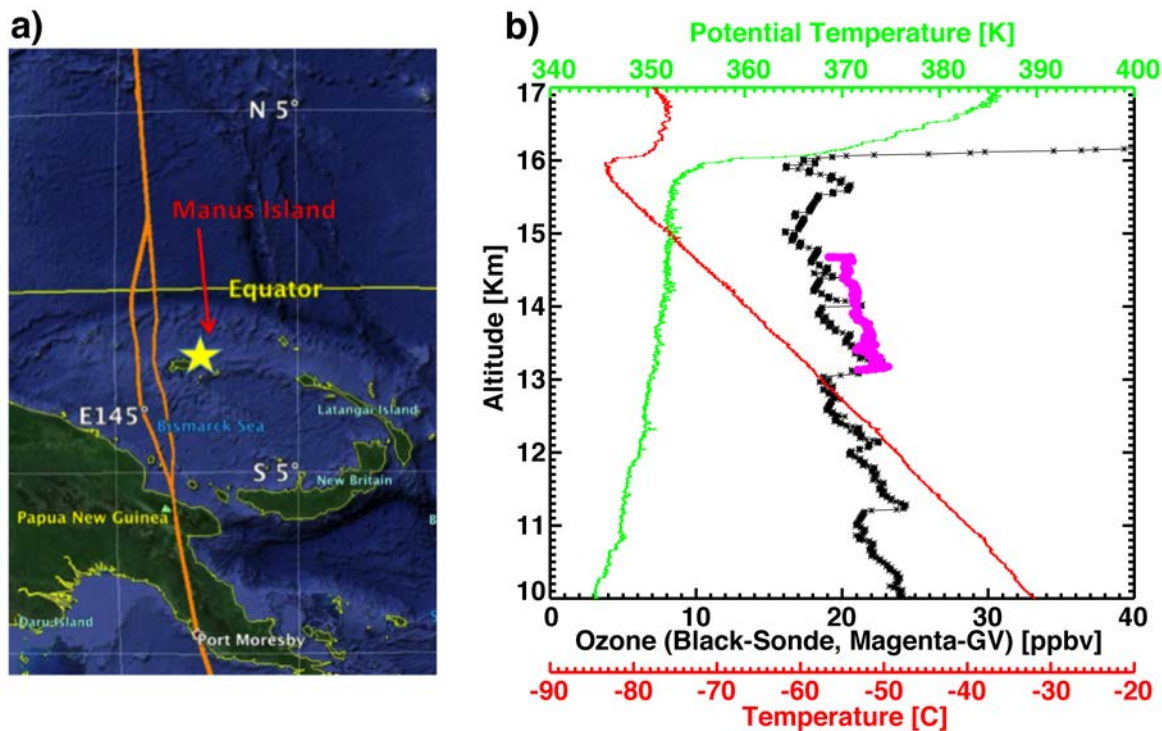 a)
N 5°
Manus Island
Equator
E145°
Bismarck Sea
Latangai Island
S 5°
New Britain
Papua New Guinea
Daru Island
Port Moresby
b)
Potential Temperature [K]
340 350 360 370 380 390 400
17
16
15
14
13
12
11
10
Altitude [Km]
0 10 20 30 40
Ozone (Black-Sonde, Magenta-GV) [ppbv]
-90 -80 -70 -60 -50 -40 -30 -20
Temperature [C]